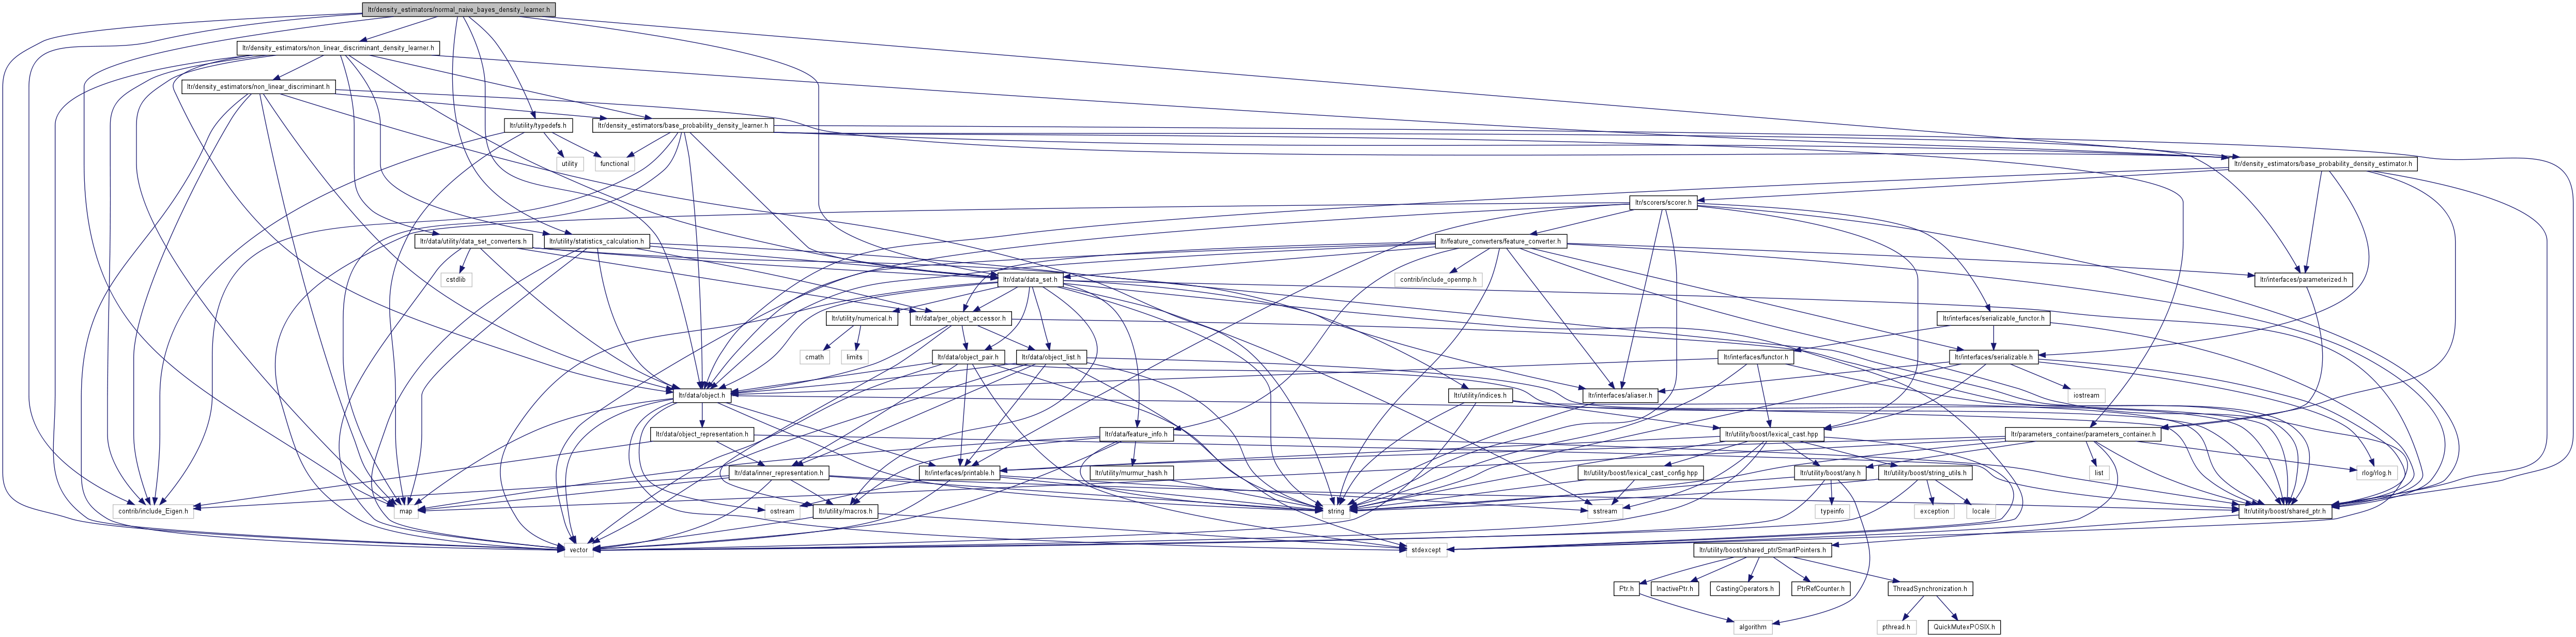 ltr/density_estimators/normal_naive_bayes_density_learner.h
ltr/density_estimators/non_linear_discriminant_density_learner.h
ltr/density_estimators/non_linear_discriminant.h
ltr/utility/typedefs.h
ltr/density_estimators/base_probability_density_learner.h
utility
functional
ltr/density_estimators/base_probability_density_estimator.h
ltr/scorers/scorer.h
ltr/data/utility/data_set_converters.h
ltr/utility/statistics_calculation.h
ltr/feature_converters/feature_converter.h
cstdlib
ltr/data/data_set.h
contrib/include_openmp.h
ltr/interfaces/parameterized.h
ltr/utility/numerical.h
ltr/data/per_object_accessor.h
ltr/interfaces/serializable_functor.h
cmath
limits
ltr/data/object_pair.h
ltr/data/object_list.h
ltr/interfaces/functor.h
ltr/interfaces/serializable.h
ltr/data/object.h
ltr/utility/indices.h
ltr/interfaces/aliaser.h
iostream
ltr/data/object_representation.h
ltr/data/feature_info.h
ltr/utility/boost/lexical_cast.hpp
ltr/parameters_container/parameters_container.h
ltr/data/inner_representation.h
ltr/interfaces/printable.h
ltr/utility/murmur_hash.h
ltr/utility/boost/lexical_cast_config.hpp
ltr/utility/boost/any.h
ltr/utility/boost/string_utils.h
list
rlog/rlog.h
contrib/include_Eigen.h
map
ostream
ltr/utility/macros.h
string
sstream
typeinfo
exception
locale
ltr/utility/boost/shared_ptr.h
vector
stdexcept
ltr/utility/boost/shared_ptr/SmartPointers.h
Ptr.h
InactivePtr.h
CastingOperators.h
PtrRefCounter.h
ThreadSynchronization.h
algorithm
pthread.h
QuickMutexPOSIX.h